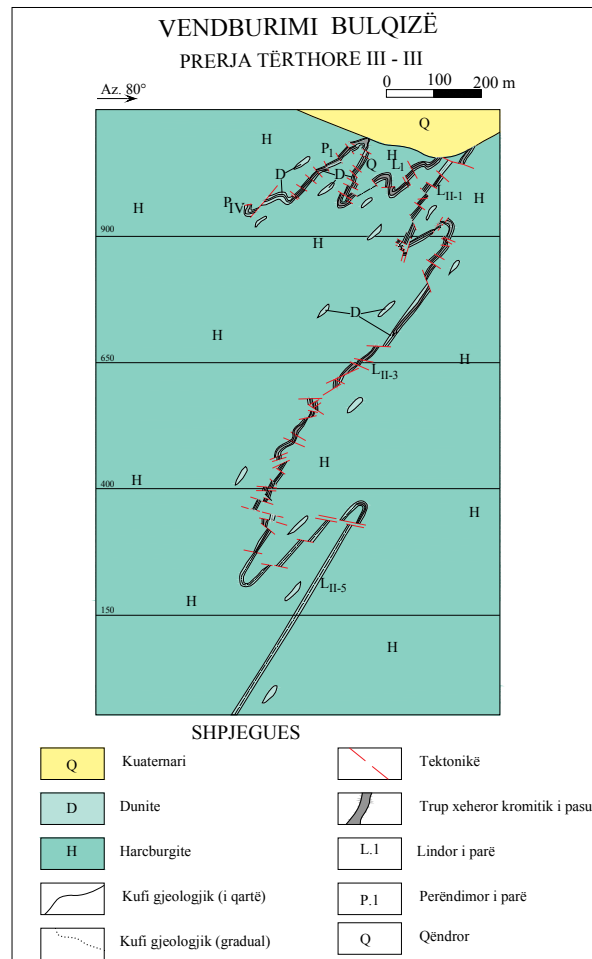 VENDBURIMI BULQIZË
PRERJA TËRTHORE III - III
Az. 80°
0 100 200 m
Q
H
P1
H
D
D
Q
L1
H
LII-1
PIV
H
H
900
D
H
650
H
LII-3
H
H
400
H
LII-5
H
150
H
SHPJEGUES
Q Kuaternari
Tektonikë
D Dunite
Trup xeheror kromitik i pasu
H Harcburgite
L.1 Lindor i parë
Kufi gjeologjik (i qartë)
P.1 Perëndimor i parë
Kufi gjeologjik (gradual)
Q Qëndror